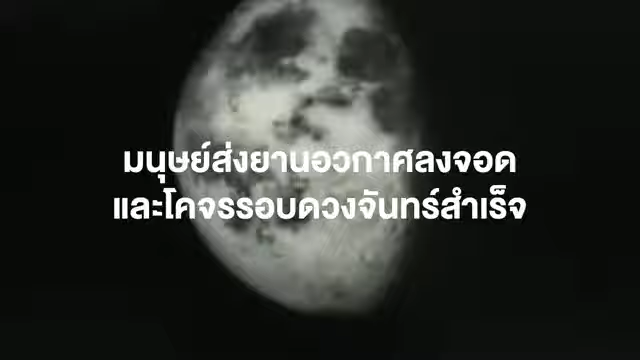 มนุษย์ส่งยานอวกาศลงจอด
และโคจรรอบดวงจันทร์สำเร็จ